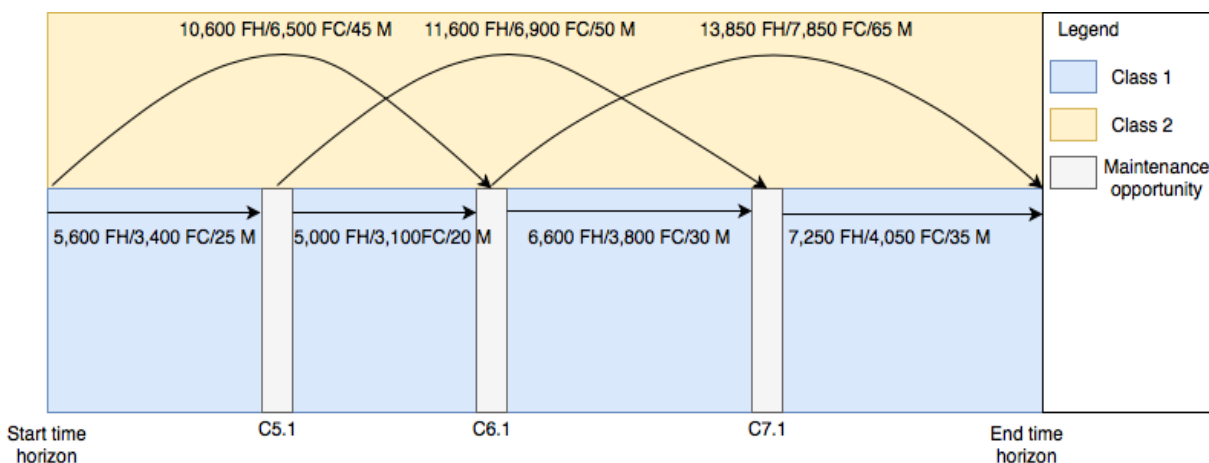 10,600 FH/6,500 FC/45 M
11,600 FH/6,900 FC/50 M
13,850 FH/7,850 FC/65 M
Legend
Class 1
Class 2
Maintenance
opportunity
5,600 FH/3,400 FC/25 M
5,000 FH/3,100FC/20 M
6,600 FH/3,800 FC/30 M
7,250 FH/4,050 FC/35 M
Start time
horizon
C5.1
C6.1
C7.1
End time
horizon